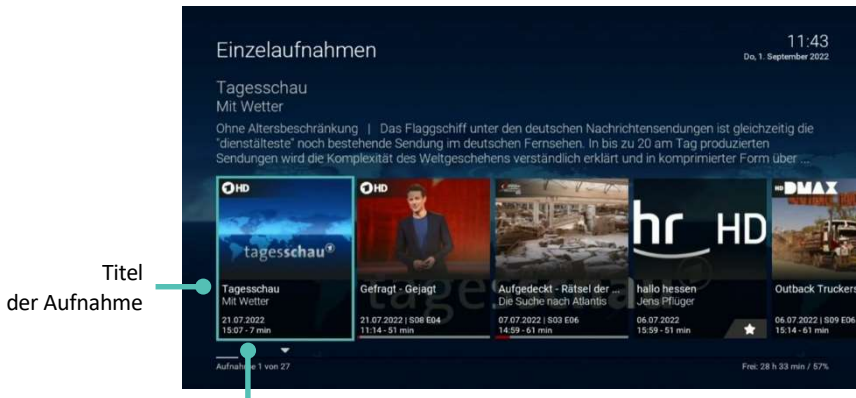 Einzelaufnahmen
11:43
Do, 1. September 2022
Tagesschau
Mit Wetter
Ohne Altersbeschränkung | Das Flaggschiff unter den deutschen Nachrichtensendungen ist gleichzeitig die
"dienstälteste" noch bestehende Sendung im deutschen Fernsehen. In bis zu 20 am Tag produzierten
Sendungen wird die Komplexität des Weltgeschehens verständlich erklärt und in komprimierter Form über ...
Titel
der Aufnahme
HD
tagesschau
Tagesschau
Mit Wetter
21.07.2022
15:07 - 7 min
HD
Gefragt - Gejagt
21.07.2022 | S08 E04
11:14 - 51 min
Aufgedeckt - Rätsel der ...
Die Suche nach Atlantis
07.07.2022 | S03 E06
14:59 - 61 min
hr HD
hallo hessen
Jens Pflüger
06.07.2022
15:59 - 51 min
HD DMAX
Outback Truckers
06.07.2022 | S09 E06
15:14 - 61 min
Aufnahme 1 von 27
Frei: 28 h 33 min / 57%